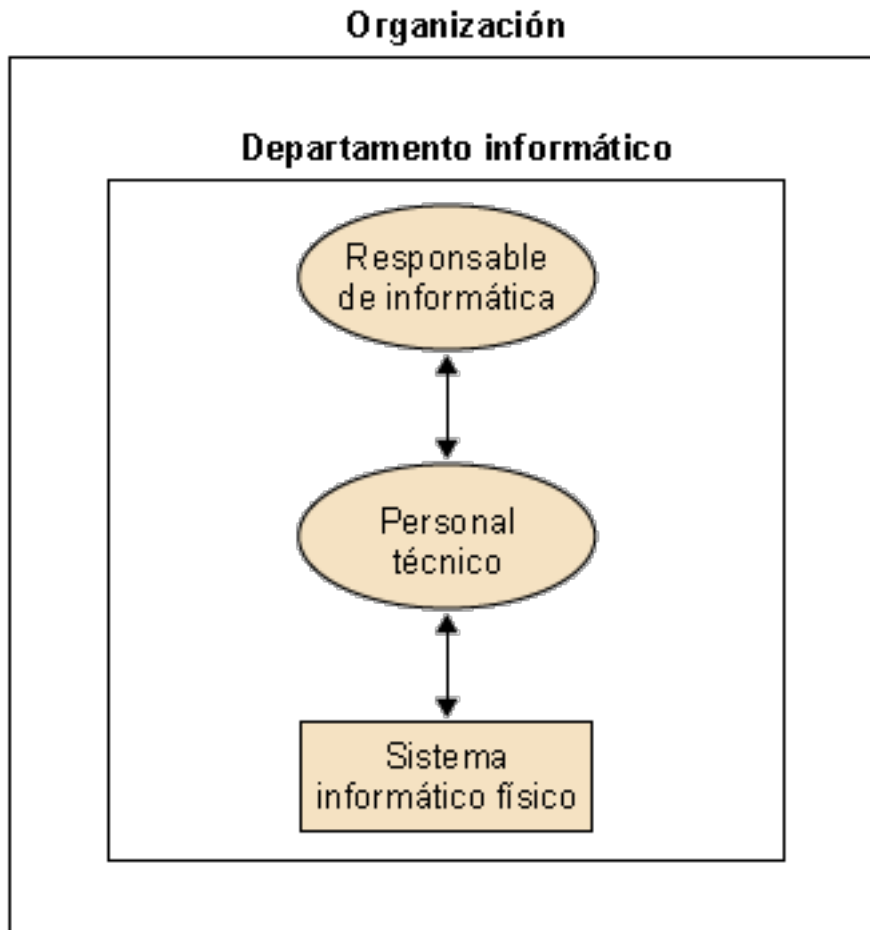 Organización
Departamento informático
Responsable
de informática
Personal
técnico
Sistema
informático físico